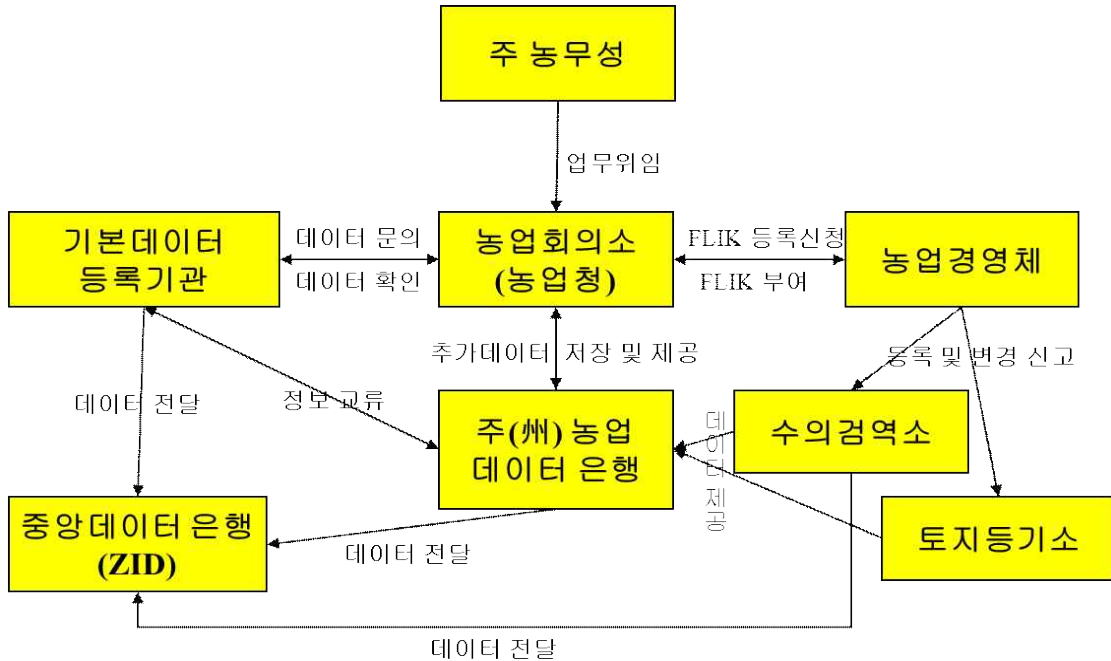 주 농무성
업무위임
기본데이터
등록기관
데이터 문의
데이터 확인
농업회의소
(농업청)
FLIK 등록신청
FLIK 부여
농업경영체
추가데이터 저장 및 제공
등록 및 변경 신고
데이터 전달
정보 교류
주(州) 농업
데이터 은행
데이터 제공
수의검역소
중앙데이터 은행
(ZID)
데이터 전달
토지등기소
데이터 전달